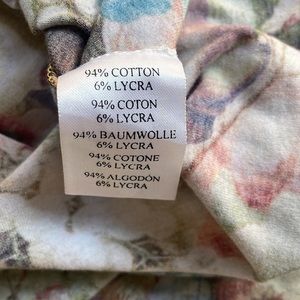 94% COTTON
6% LYCRA
94% COTON
6% LYCRA
94% BAUMWOLLE
6% LYCRA
94% COTONE
6% LYCRA
94% ALGODÓN
6% LYCRA